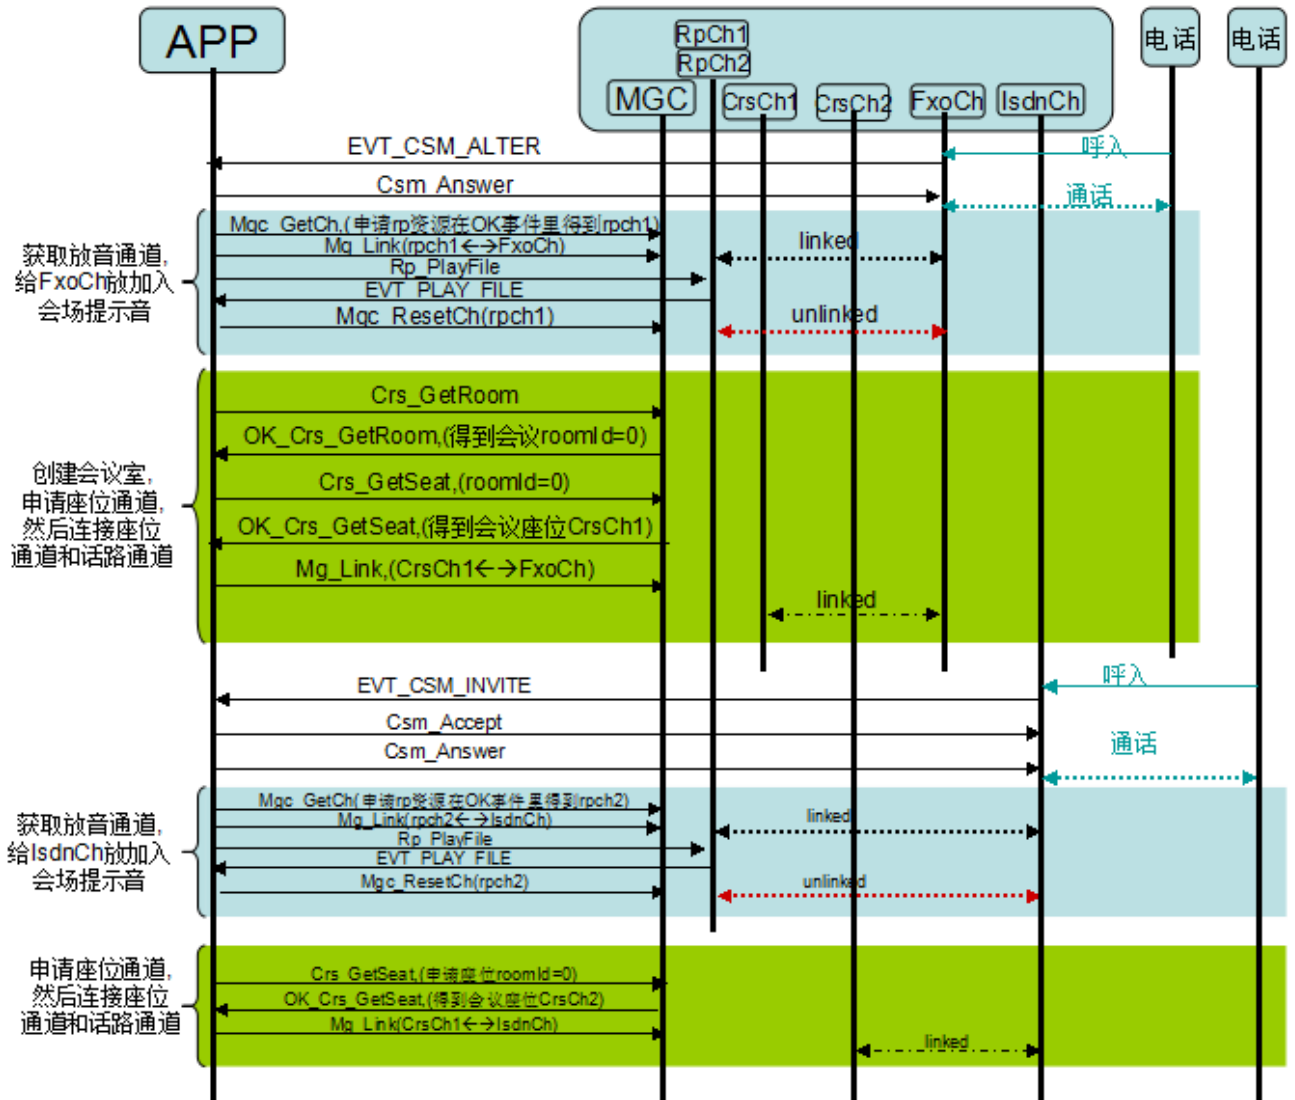 APP
RpCh1
RpCh2
MGC
CrsCh1
CrsCh2
FxoCh
IsdnCh
电话
电话
EVT_CSM_ALTER
呼入
Csm_Answer
通话
获取放音通道,
给FxoCh放加入
会场提示音
Mgc_GetCh,(申请rp资源在OK事件里得到rpch1)
Mg_Link(rpch1←→FxoCh)
linked
Rp_PlayFile
EVT_PLAY_FILE
Mgc_ResetCh(rpch1)
unlinked
创建会议室,
申请座位通道,
然后连接座位
通道和话路通道
Crs_GetRoom
OK_Crs_GetRoom,(得到会议roomId=0)
Crs_GetSeat,(roomId=0)
OK_Crs_GetSeat,(得到会议座位CrsCh1)
Mg_Link,(CrsCh1←→FxoCh)
linked
EVT_CSM_INVITE
呼入
Csm_Accept
Csm_Answer
通话
获取放音通道,
给IsdnCh放加入
会场提示音
Mgc_GetCh(申请rp资源在OK事件里得到rpch2)
Mg_Link(rpch2←→IsdnCh)
linked
Rp_PlayFile
EVT_PLAY_FILE
Mgc_ResetCh(rpch2)
unlinked
申请座位通道,
然后连接座位
通道和话路通道
Crs_GetSeat,(申请座位roomId=0)
OK_Crs_GetSeat,(得到会议座位CrsCh2)
Mg_Link(CrsCh1←→IsdnCh)
linked